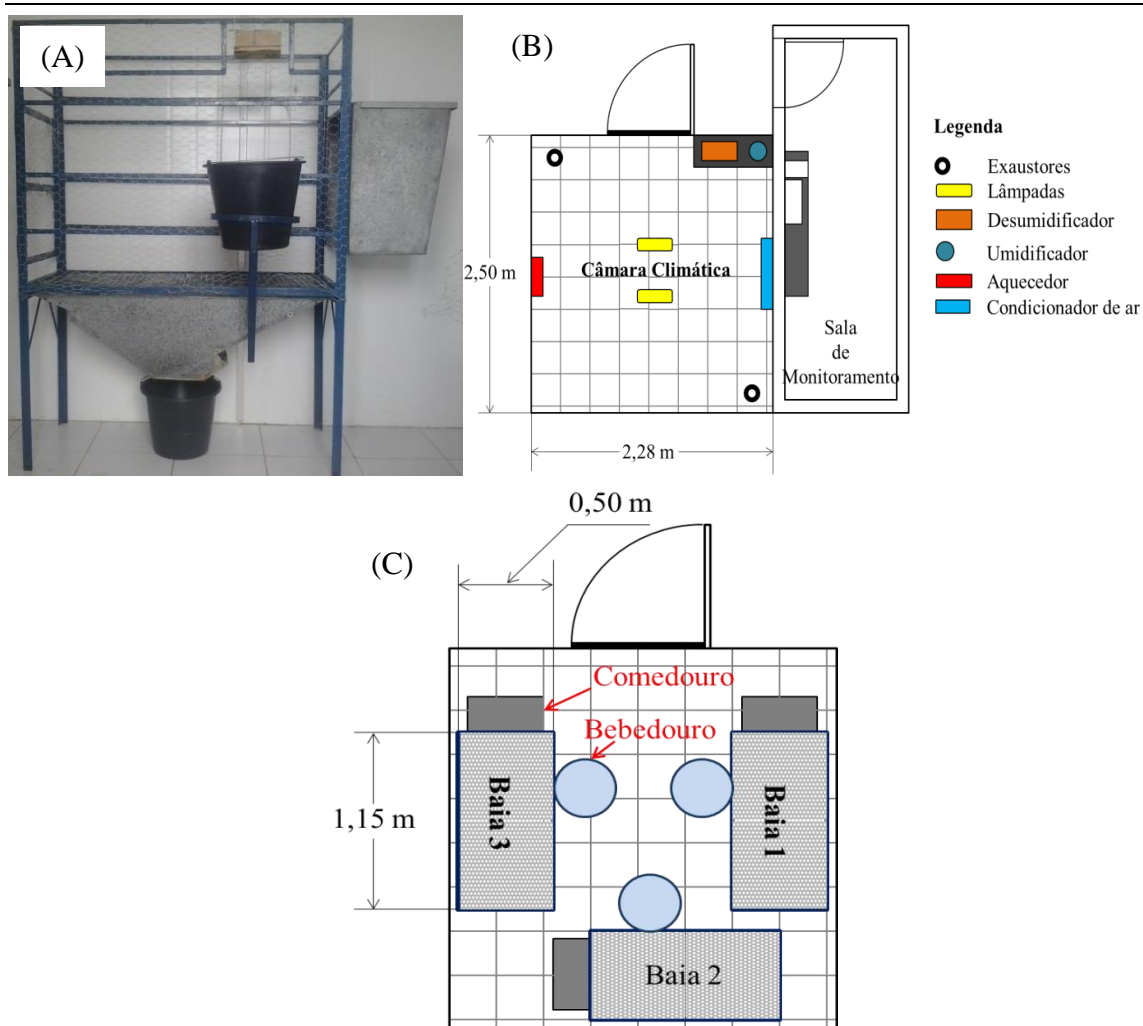 (A)
(B)
2,50 m
Câmara Climática
2,28 m
Sala
de
Monitoramento
Legenda
Exaustores
Lâmpadas
Desumidificador
Umidificador
Aquecedor
Condicionador de ar
(C)
0,50 m
Comedouro
Bebedouro
1,15 m
Baia 3
Baia 1
Baia 2